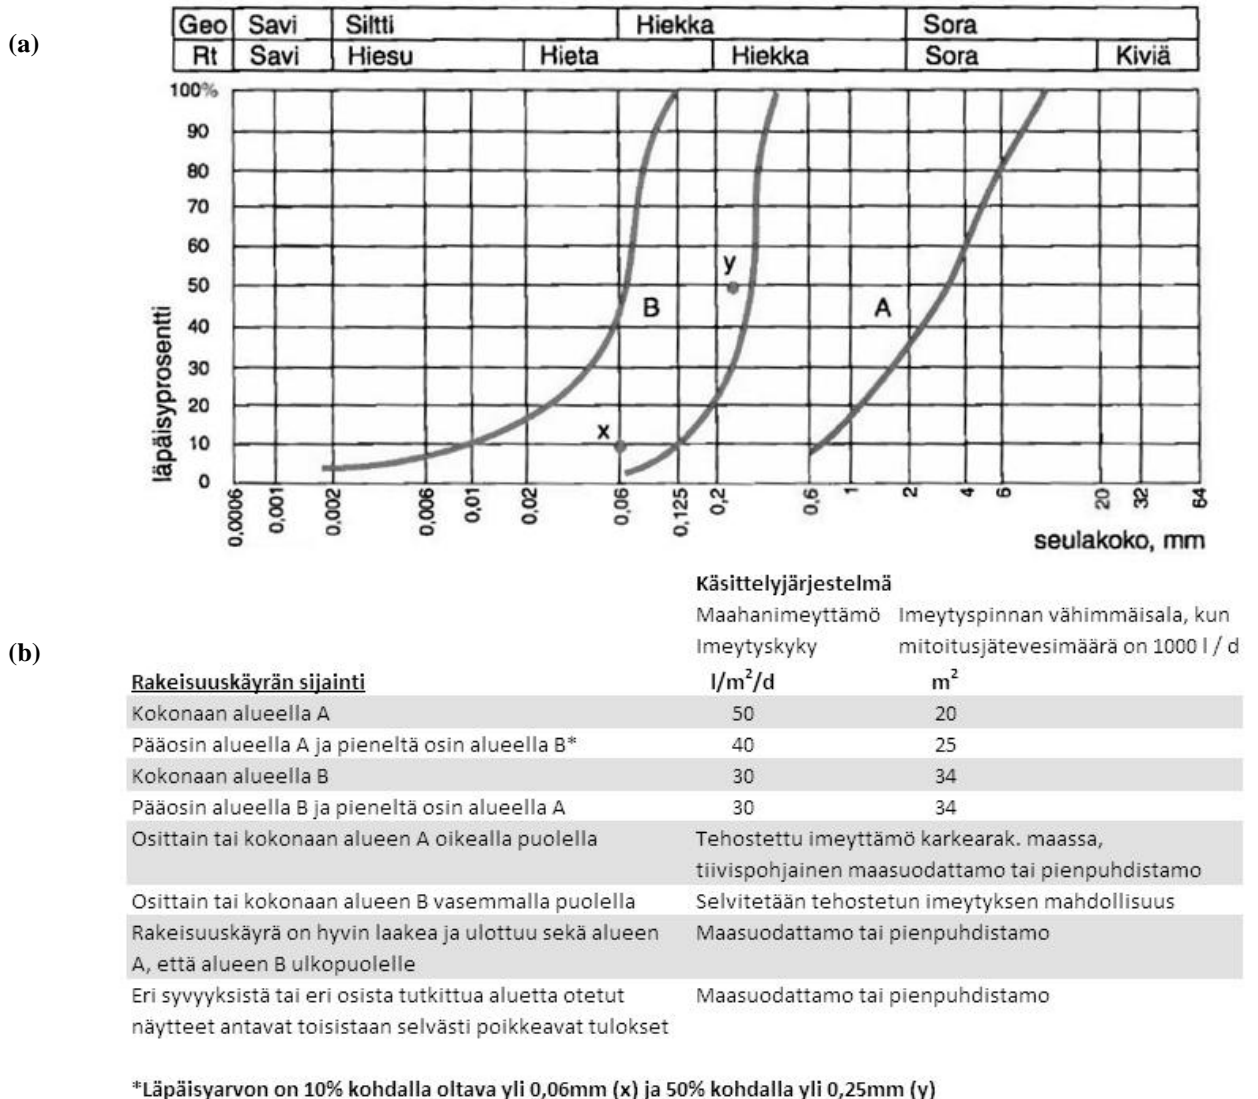 (a)
Geo Savi Siltti Hiekka Sora
Rt Savi Hiesu Hieta Hiekka Sora Kiviä
100%
90
80
70
60
50
40
30
20
10
0
läpäisyprosentti
y
B
A
x
0,0006 0,001 0,002 0,006 0,01 0,02 0,06 0,125 0,2 0,6 1 2 4 6 20 32 64
seulakoko, mm
(b)
Käsittelyjärjestelmä
Maahanimeyttämö Imeytyspinnan vähimmäisala, kun
Imeytyskyky mitoitusjätevesimäärä on 1000 l / d
Rakeisuuskäyrän sijainti l/m²/d m²
Kokonaan alueella A 50 20
Pääosin alueella A ja pieneltä osin alueella B* 40 25
Kokonaan alueella B 30 34
Pääosin alueella B ja pieneltä osin alueella A 30 34
Osittain tai kokonaan alueen A oikealla puolella Tehostettu imeyttämö karkearak. maassa,
tiivispohjainen maasuodattamo tai pienpuhdistamo
Osittain tai kokonaan alueen B vasemmalla puolella Selvitetään tehostetun imeytyksen mahdollisuus
Rakeisuuskäyrä on hyvin laakea ja ulottuu sekä alueen Maasuodattamo tai pienpuhdistamo
A, että alueen B ulkopuolelle
Eri syvyyksistä tai eri osista tutkittua aluetta otetut Maasuodattamo tai pienpuhdistamo
näytteet antavat toisistaan selvästi poikkeavat tulokset
*Läpäisyarvon on 10% kohdalla oltava yli 0,06mm (x) ja 50% kohdalla yli 0,25mm (y)